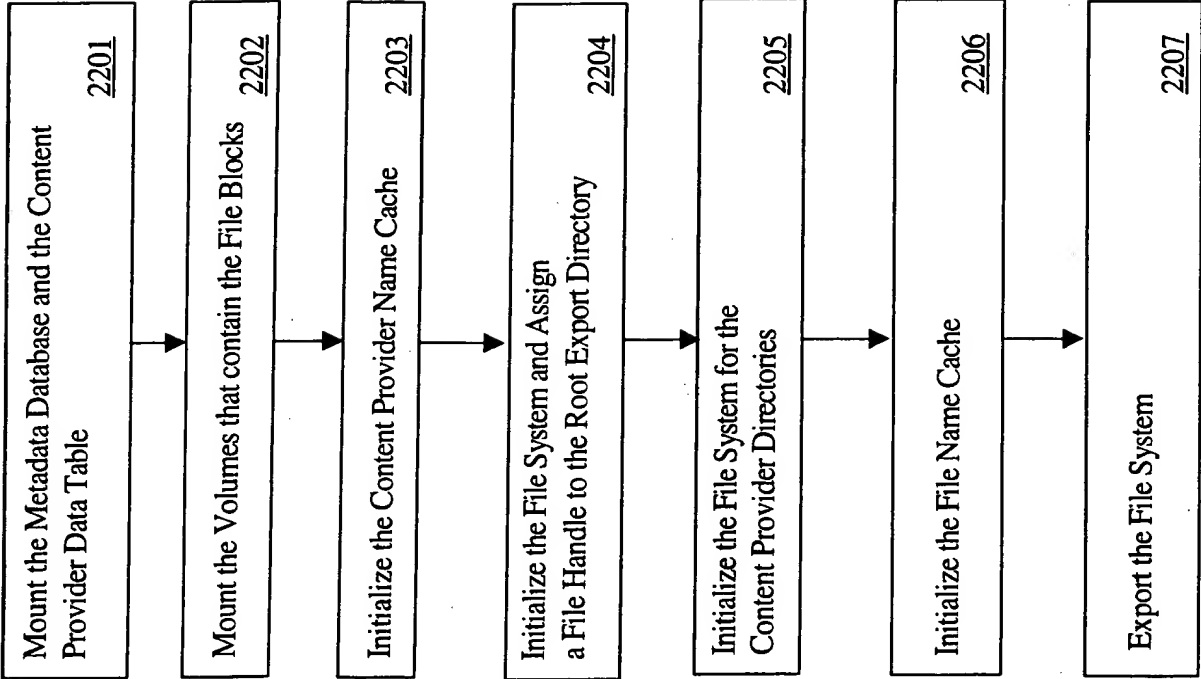 Mount the Metadata Database and the Content
Provider Data Table
2201
Mount the Volumes that contain the File Blocks
2202
Initialize the Content Provider Name Cache
2203
Initialize the File System and Assign
a File Handle to the Root Export Directory
2204
Initialize the File System for the
Content Provider Directories
2205
Initialize the File Name Cache
2206
Export the File System
2207